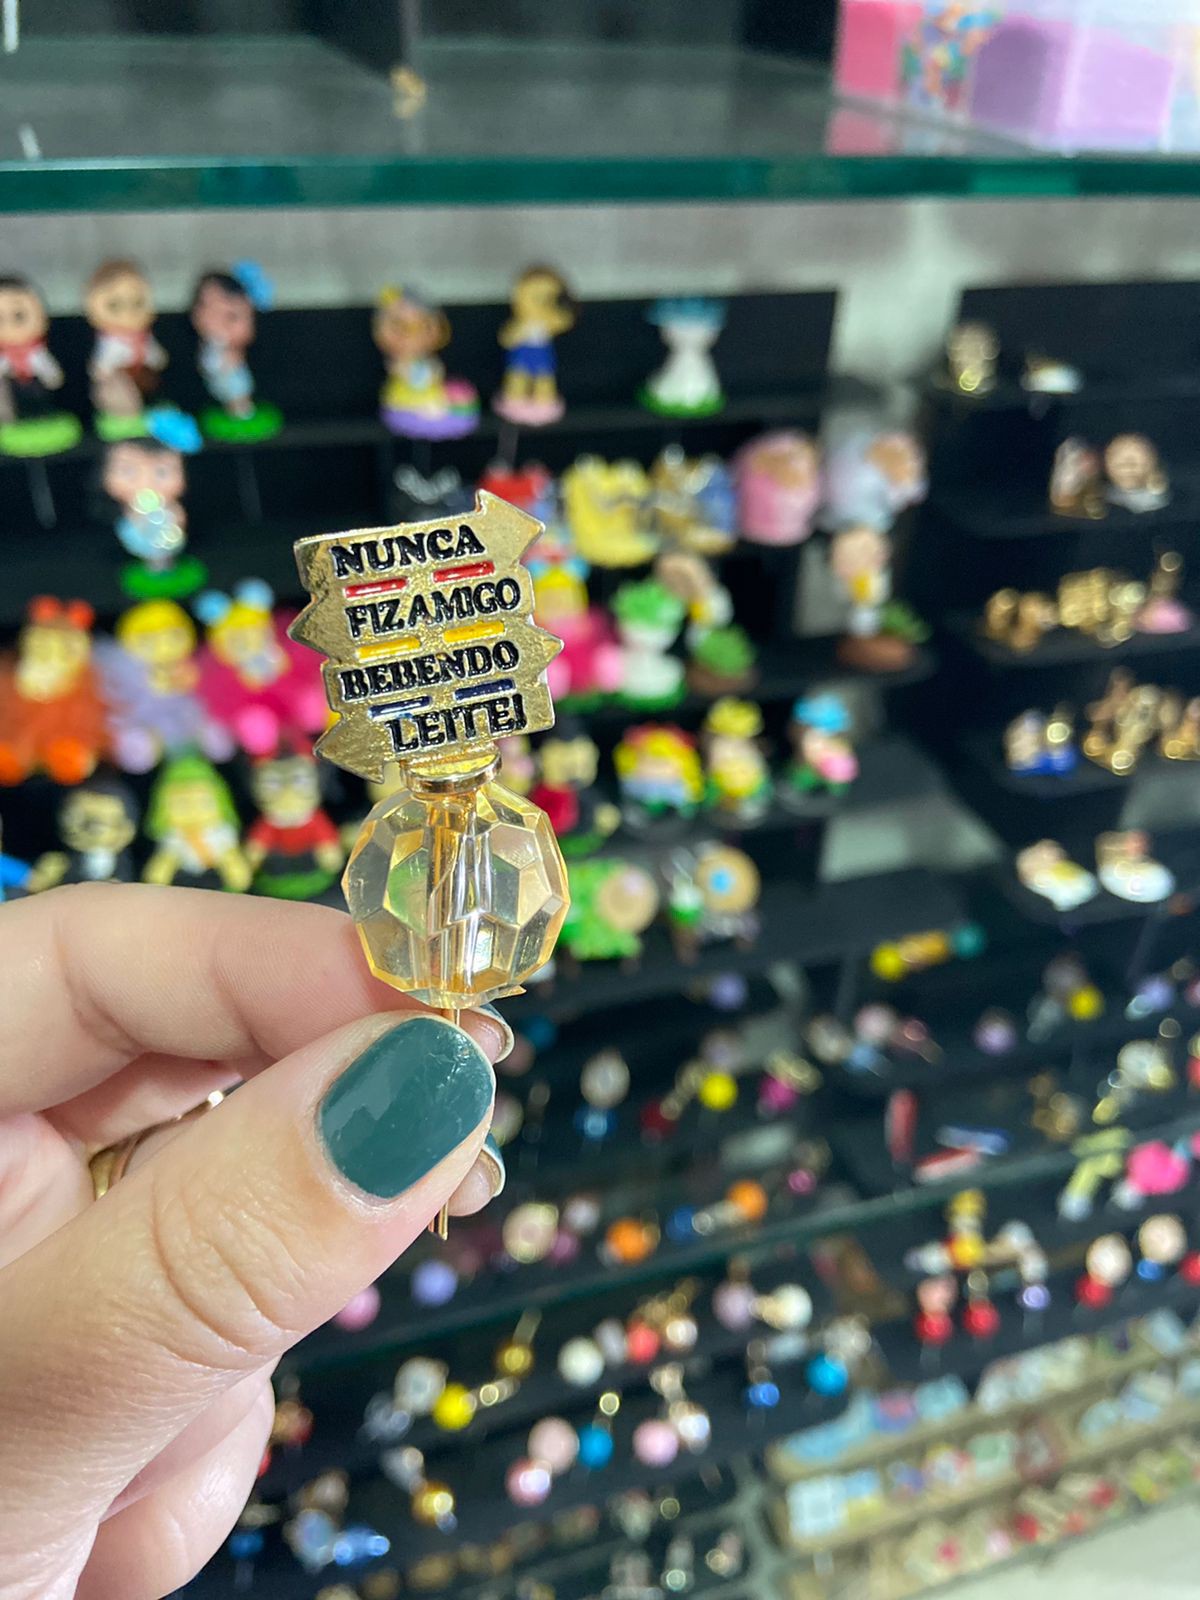 NUNCA
FIZ AMIGO
BEBENDO
LEITE!